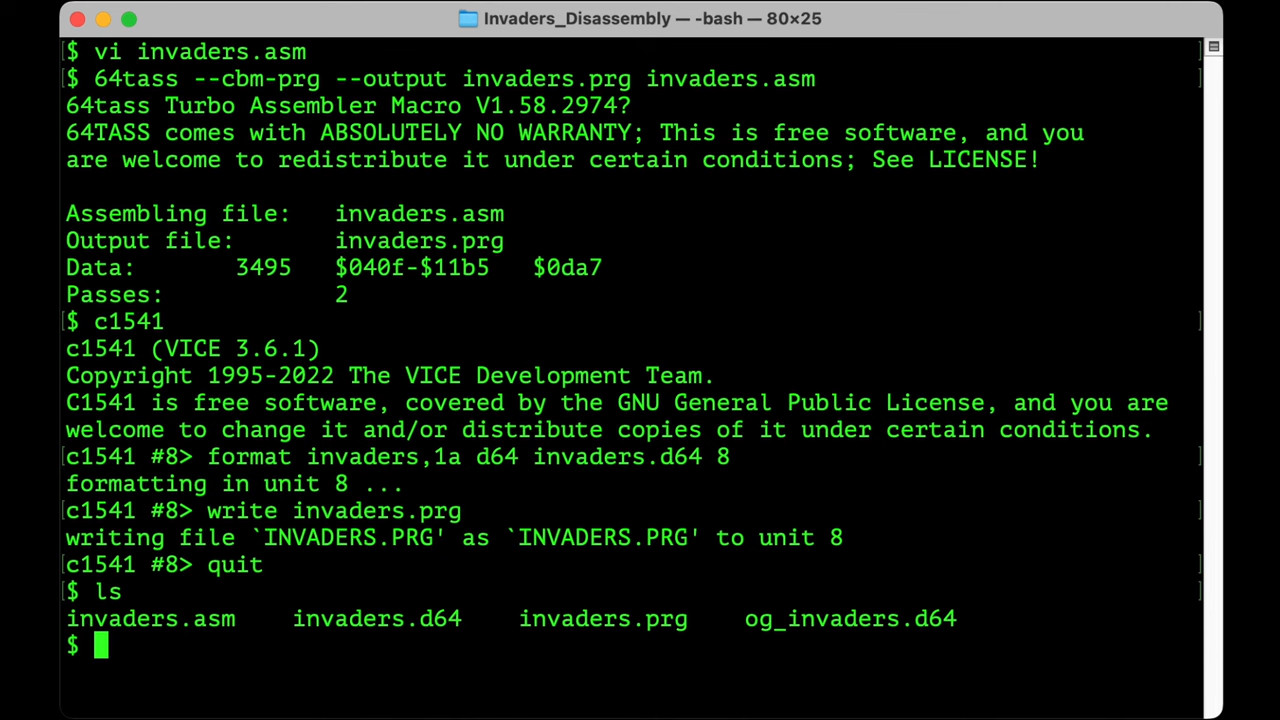 Invaders_Disassembly — -bash — 80×25
$ vi invaders.asm
$ 64tass --cbm-prg --output invaders.prg invaders.asm
64tass Turbo Assembler Macro V1.58.2974?
64TASS comes with ABSOLUTELY NO WARRANTY; This is free software, and you
are welcome to redistribute it under certain conditions; See LICENSE!
Assembling file:   invaders.asm
Output file:       invaders.prg
Data:       3495   $040f-$11b5   $0da7
Passes:            2
$ c1541
c1541 (VICE 3.6.1)
Copyright 1995-2022 The VICE Development Team.
C1541 is free software, covered by the GNU General Public License, and you are
welcome to change it and/or distribute copies of it under certain conditions.
c1541 #8> format invaders,1a d64 invaders.d64 8
formatting in unit 8 ...
c1541 #8> write invaders.prg
writing file `INVADERS.PRG' as `INVADERS.PRG' to unit 8
c1541 #8> quit
$ ls
invaders.asm    invaders.d64    invaders.prg    og_invaders.d64
$